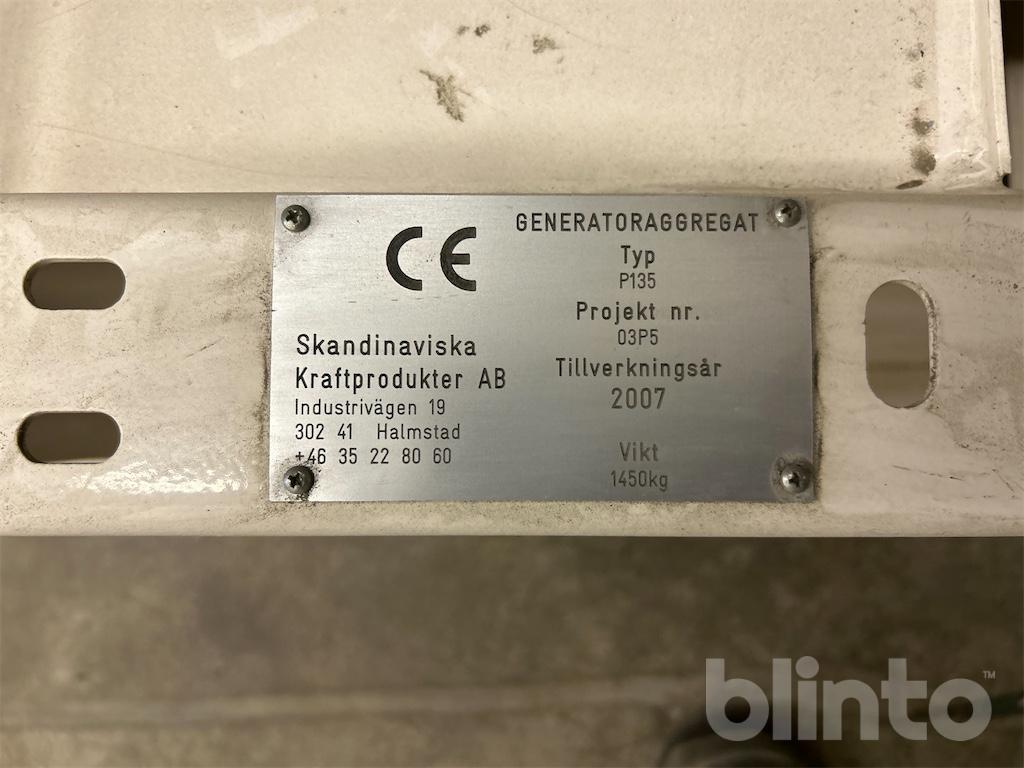 CE
Skandinaviska
Kraftprodukter AB
Industrivägen 19
302 41 Halmstad
+46 35 22 80 60
GENERATORAGGREGAT
Typ
P135
Projekt nr.
03P5
Tillverkningsår
2007
Vikt
1450kg
blinto™